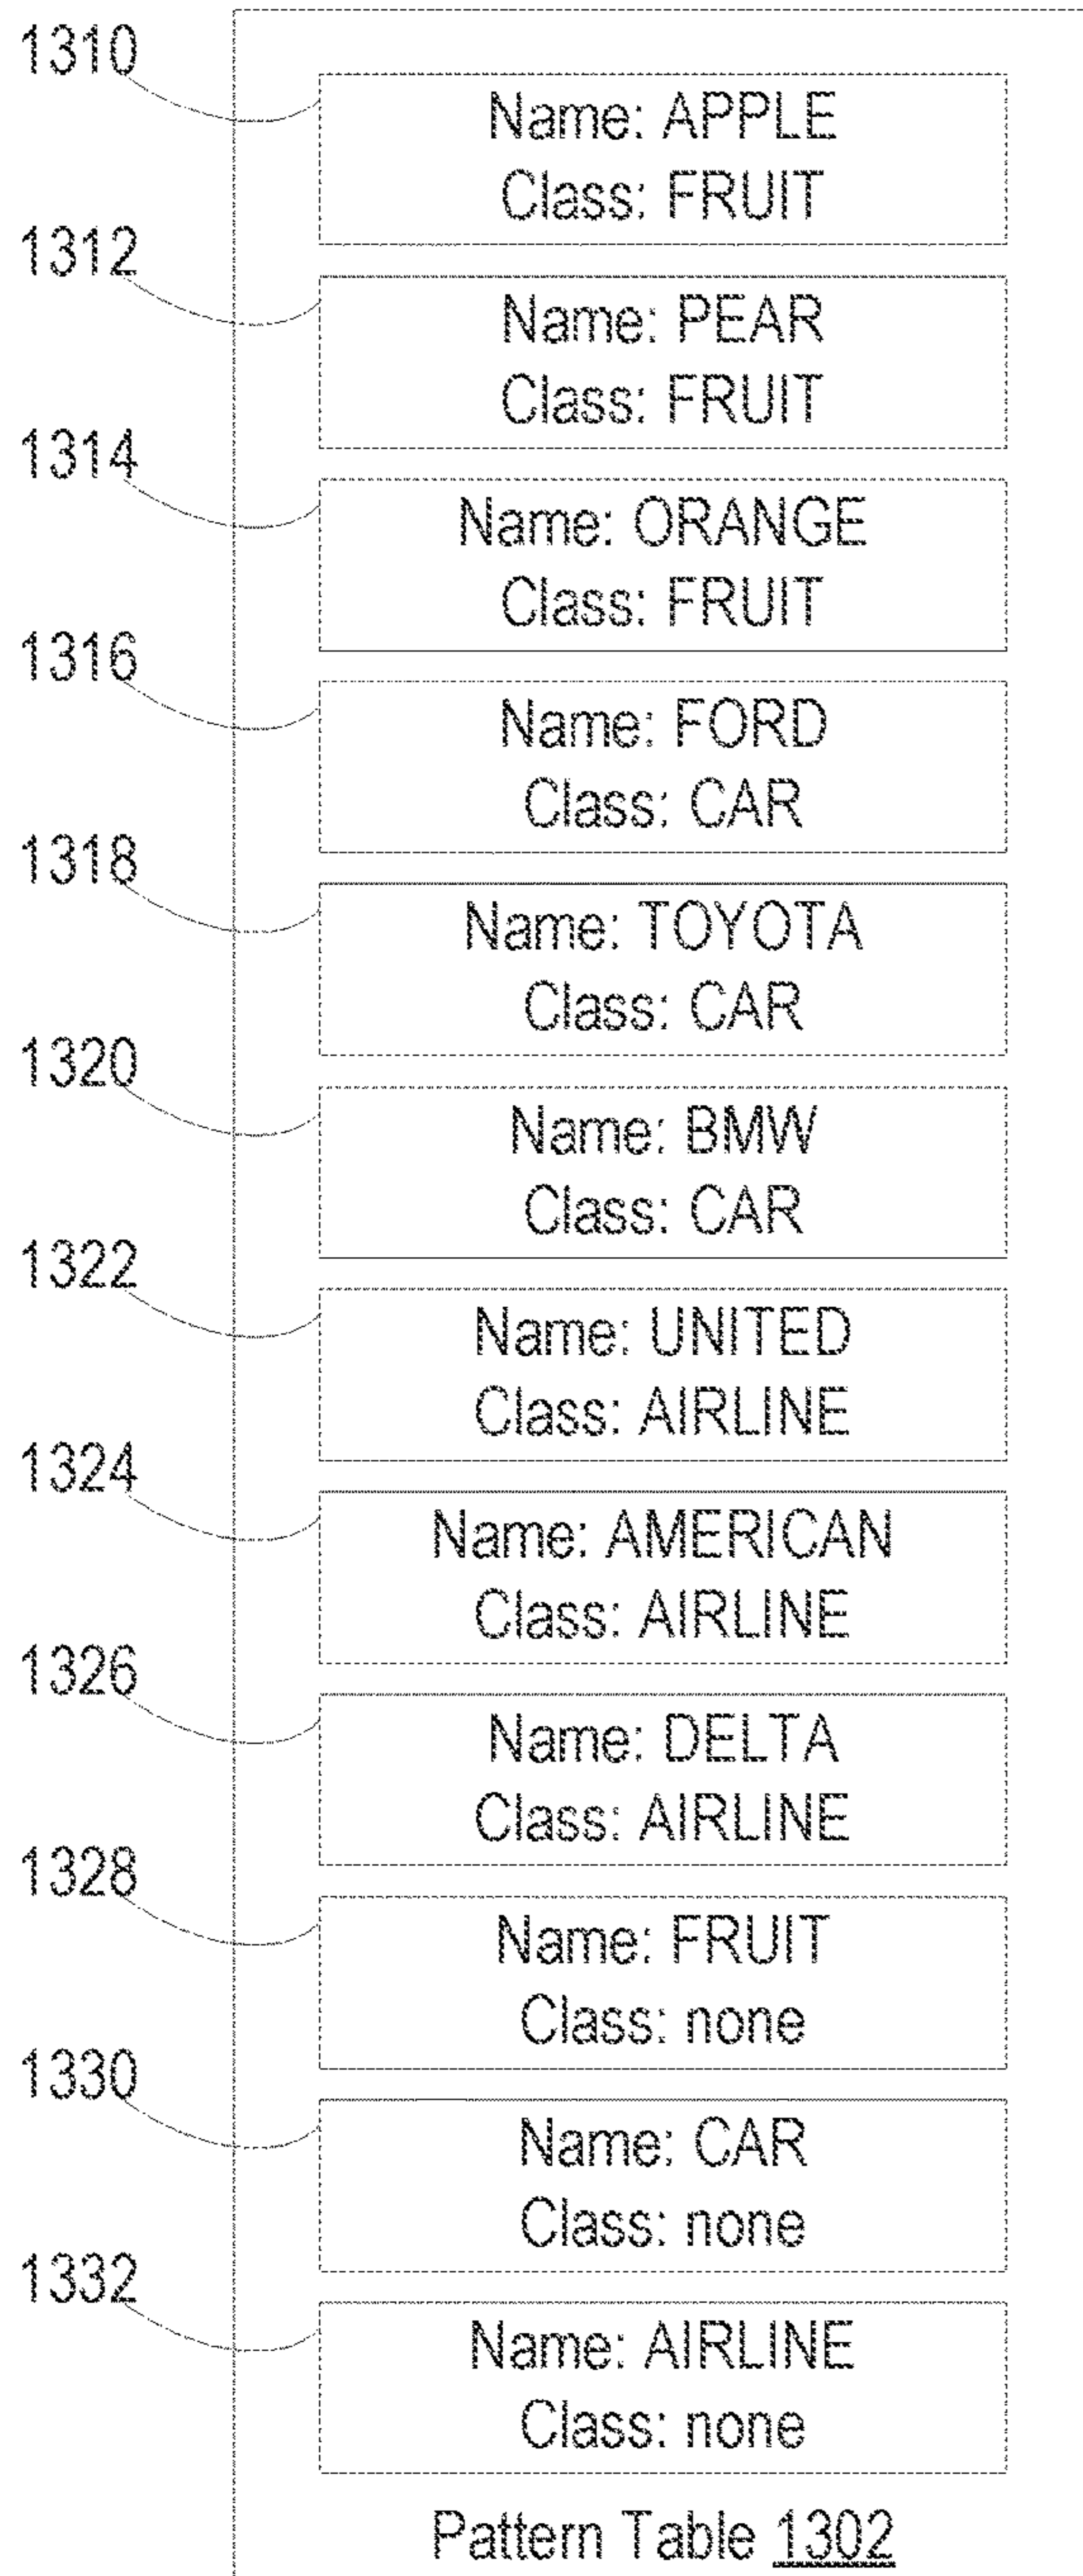 1310
Name: APPLE
Class: FRUIT
1312
Name: PEAR
Class: FRUIT
1314
Name: ORANGE
Class: FRUIT
1316
Name: FORD
Class: CAR
1318
Name: TOYOTA
Class: CAR
1320
Name: BMW
Class: CAR
1322
Name: UNITED
Class: AIRLINE
1324
Name: AMERICAN
Class: AIRLINE
1326
Name: DELTA
Class: AIRLINE
1328
Name: FRUIT
Class: none
1330
Name: CAR
Class: none
1332
Name: AIRLINE
Class: none
Pattern Table 1302